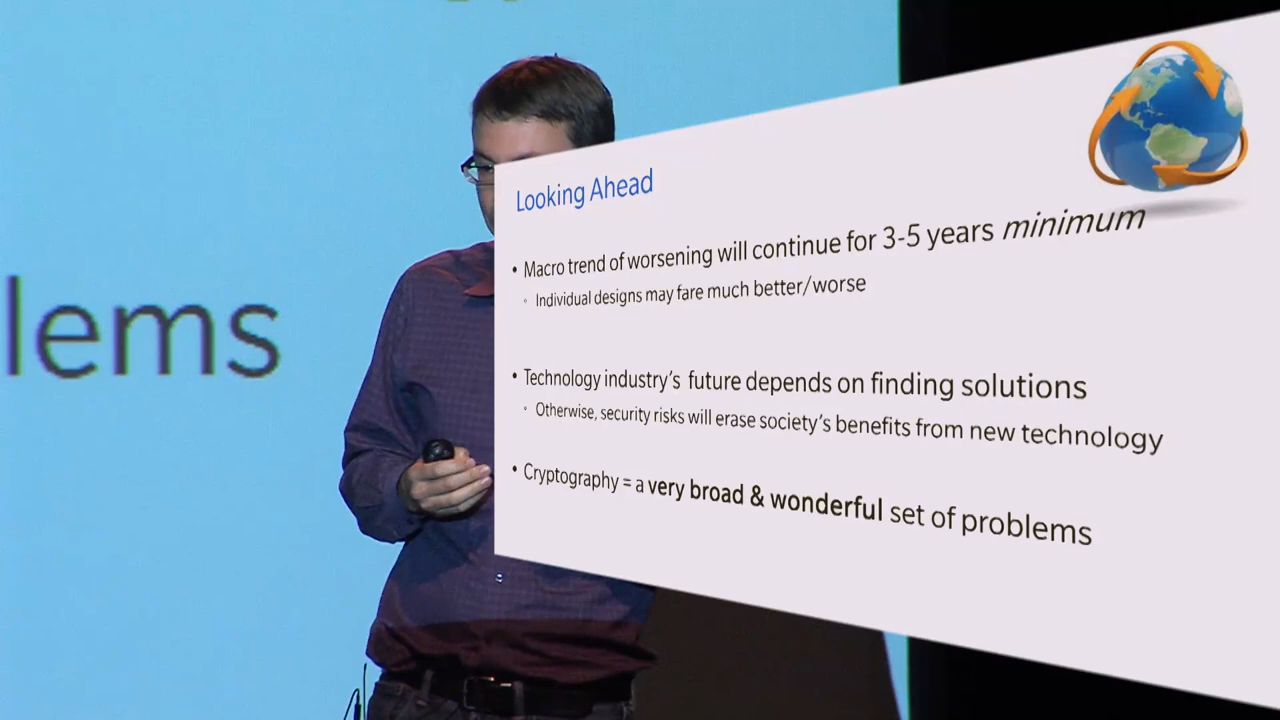 lems
Looking Ahead
• Macro trend of worsening will continue for 3-5 years minimum
◦ Individual designs may fare much better/worse
• Technology industry's future depends on finding solutions
◦ Otherwise, security risks will erase society's benefits from new technology
• Cryptography = a very broad & wonderful set of problems